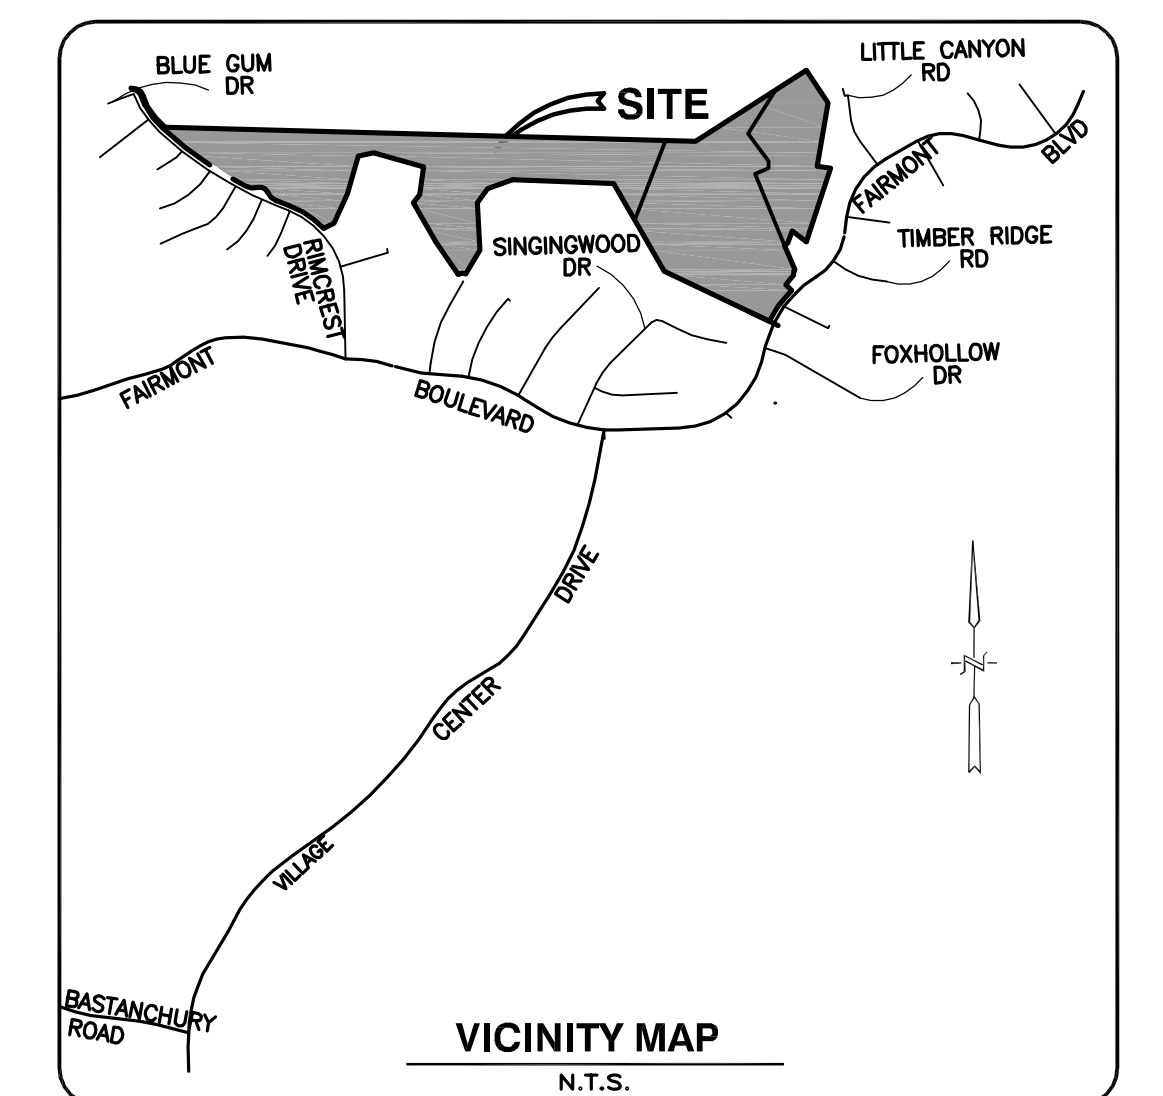 BLUE GUM
DR
SITE
LITTLE CANYON
RD
FAIRMONT
BLVD
TIMBER RIDGE
RD
SINGINGWOOD
DR
RIMCREST
DRIVE
FAIRMONT
BOULEVARD
FOXHOLLOW
DR
DRIVE
CENTER
VILLAGE
N
BASTANCHURY
ROAD
VICINITY MAP
N.T.S.